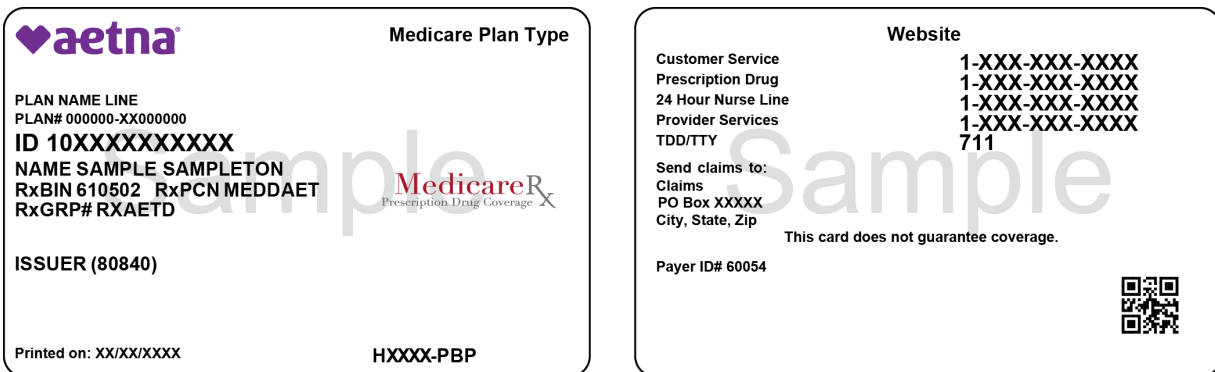 aetna®
Medicare Plan Type
PLAN NAME LINE
PLAN# 000000-XX000000
ID 10XXXXXXXXXX
NAME SAMPLE SAMPLETON
RxBIN 610502 RxPCN MEDDAET
RxGRP# RXAETD
MedicareRx
Prescription Drug Coverage
Sample
ISSUER (80840)
Printed on: XX/XX/XXXX
HXXXX-PBP
Website
Customer Service 1-XXX-XXX-XXXX
Prescription Drug 1-XXX-XXX-XXXX
24 Hour Nurse Line 1-XXX-XXX-XXXX
Provider Services 1-XXX-XXX-XXXX
TDD/TTY 711
Sample
Send claims to:
Claims
PO Box XXXXX
City, State, Zip
This card does not guarantee coverage.
Payer ID# 60054